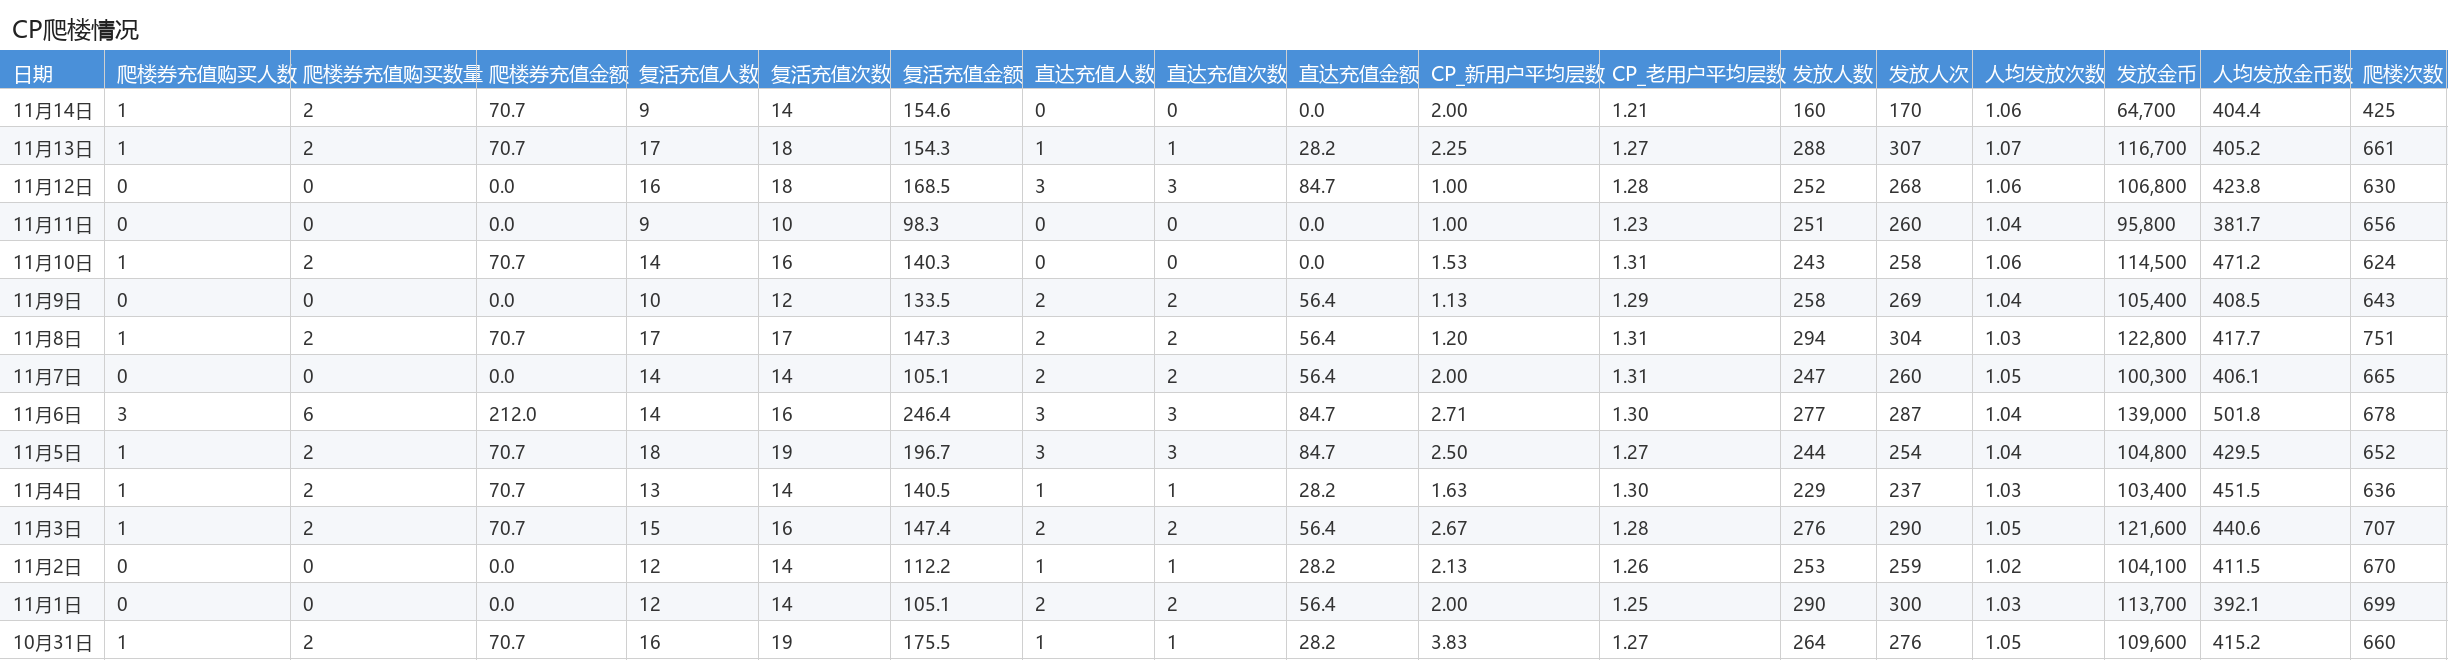 CP爬楼情况
日期 爬楼券充值购买人数 爬楼券充值购买数量 爬楼券充值金额 复活充值人数 复活充值次数 复活充值金额 直达充值人数 直达充值次数 直达充值金额 CP_新用户平均层数 CP_老用户平均层数 发放人数 发放人次 人均发放次数 发放金币 人均发放金币数 爬楼次数
11月14日 1 2 70.7 9 14 154.6 0 0 0.0 2.00 1.21 160 170 1.06 64,700 404.4 425
11月13日 1 2 70.7 17 18 154.3 1 1 28.2 2.25 1.27 288 307 1.07 116,700 405.2 661
11月12日 0 0 0.0 16 18 168.5 3 3 84.7 1.00 1.28 252 268 1.06 106,800 423.8 630
11月11日 0 0 0.0 9 10 98.3 0 0 0.0 1.00 1.23 251 260 1.04 95,800 381.7 656
11月10日 1 2 70.7 14 16 140.3 0 0 0.0 1.53 1.31 243 258 1.06 114,500 471.2 624
11月9日 0 0 0.0 10 12 133.5 2 2 56.4 1.13 1.29 258 269 1.04 105,400 408.5 643
11月8日 1 2 70.7 17 17 147.3 2 2 56.4 1.20 1.31 294 304 1.03 122,800 417.7 751
11月7日 0 0 0.0 14 14 105.1 2 2 56.4 2.00 1.31 247 260 1.05 100,300 406.1 665
11月6日 3 6 212.0 14 16 246.4 3 3 84.7 2.71 1.30 277 287 1.04 139,000 501.8 678
11月5日 1 2 70.7 18 19 196.7 3 3 84.7 2.50 1.27 244 254 1.04 104,800 429.5 652
11月4日 1 2 70.7 13 14 140.5 1 1 28.2 1.63 1.30 229 237 1.03 103,400 451.5 636
11月3日 1 2 70.7 15 16 147.4 2 2 56.4 2.67 1.28 276 290 1.05 121,600 440.6 707
11月2日 0 0 0.0 12 14 112.2 1 1 28.2 2.13 1.26 253 259 1.02 104,100 411.5 670
11月1日 0 0 0.0 12 14 105.1 2 2 56.4 2.00 1.25 290 300 1.03 113,700 392.1 699
10月31日 1 2 70.7 16 19 175.5 1 1 28.2 3.83 1.27 264 276 1.05 109,600 415.2 660